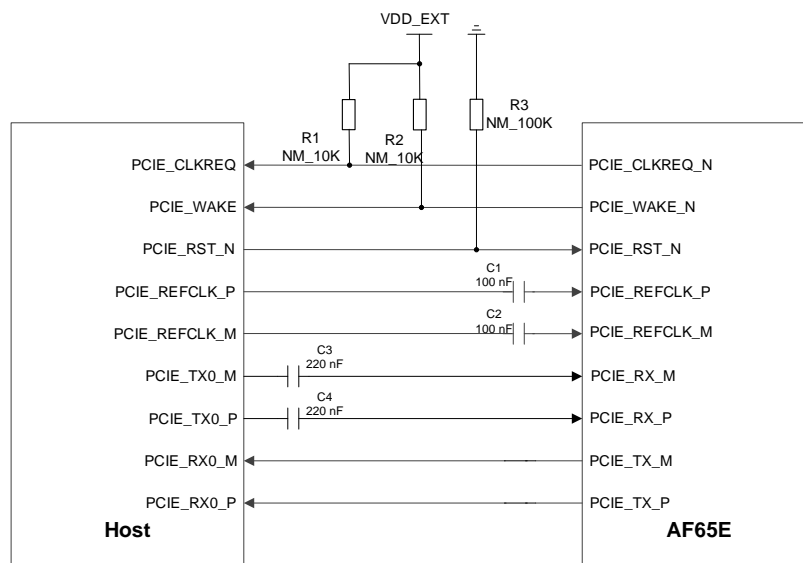 VDD_EXT
R1
NM_10K
R2
NM_10K
R3
NM_100K
PCIE_CLKREQ
PCIE_CLKREQ_N
PCIE_WAKE
PCIE_WAKE_N
PCIE_RST_N
PCIE_RST_N
C1
100 nF
PCIE_REFCLK_P
PCIE_REFCLK_P
C2
100 nF
PCIE_REFCLK_M
PCIE_REFCLK_M
C3
220 nF
PCIE_TX0_M
PCIE_RX_M
C4
220 nF
PCIE_TX0_P
PCIE_RX_P
PCIE_RX0_M
PCIE_TX_M
PCIE_RX0_P
PCIE_TX_P
Host
AF65E